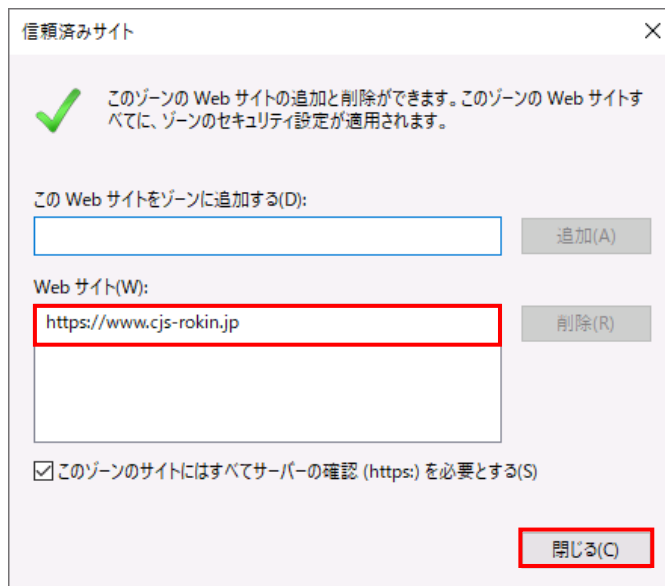 信頼済みサイト
このゾーンの Web サイトの追加と削除ができます。このゾーンの Web サイトす
べてに、ゾーンのセキュリティ設定が適用されます。
この Web サイトをゾーンに追加する(D):
追加(A)
Web サイト(W):
https://www.cjs-rokin.jp
削除(R)
このゾーンのサイトにはすべてサーバーの確認 (https:) を必要とする(S)
閉じる(C)